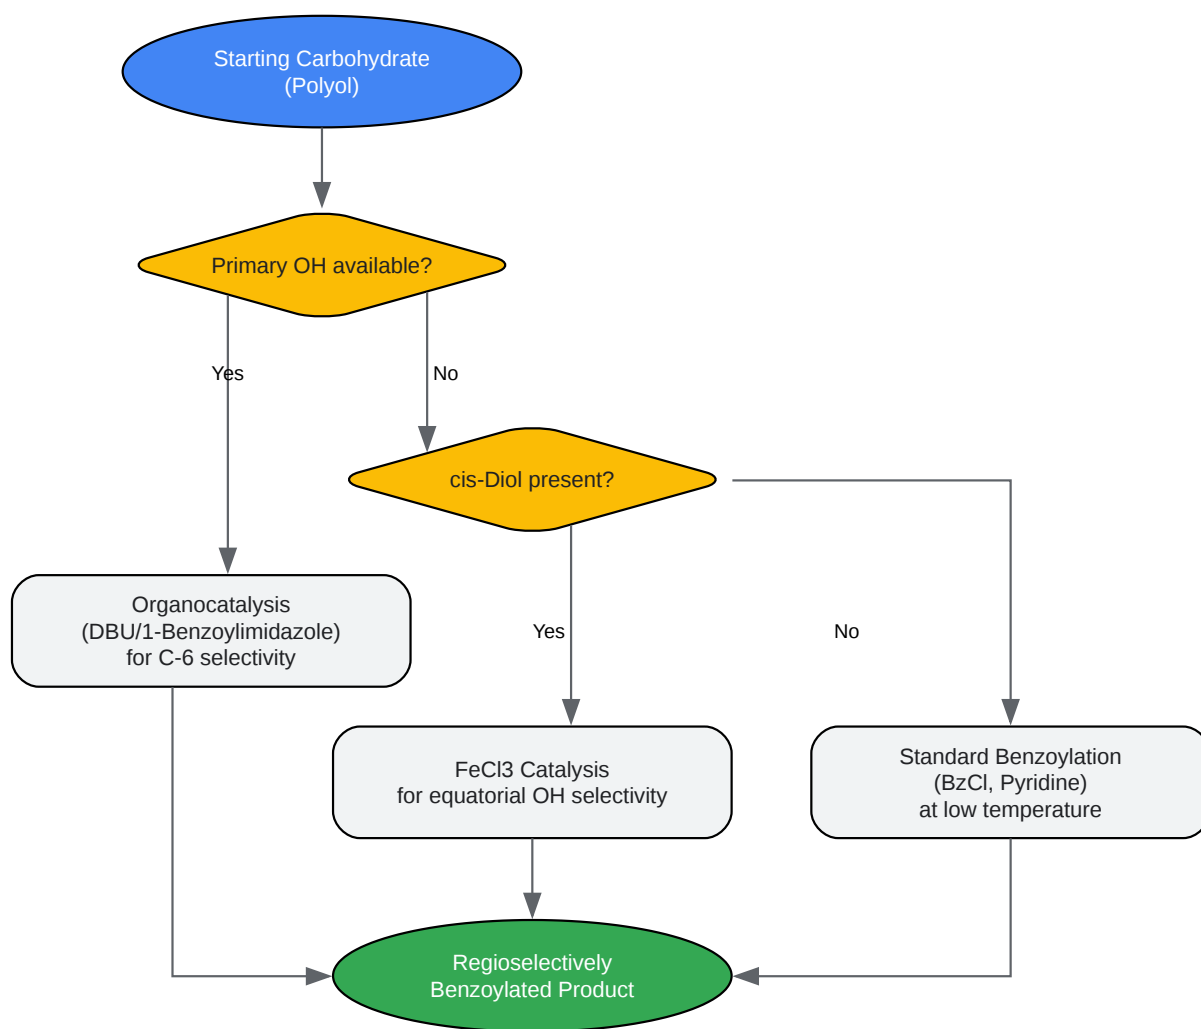 Starting Carbohydrate
(Polyol)
Primary OH available?
Yes
No
cis-Diol present?
Organocatalysis
(DBU/1-Benzoylimidazole)
for C-6 selectivity
Yes
No
FeCl3 Catalysis
for equatorial OH selectivity
Standard Benzoylation
(BzCl, Pyridine)
at low temperature
Regioselectively
Benzoylated Product